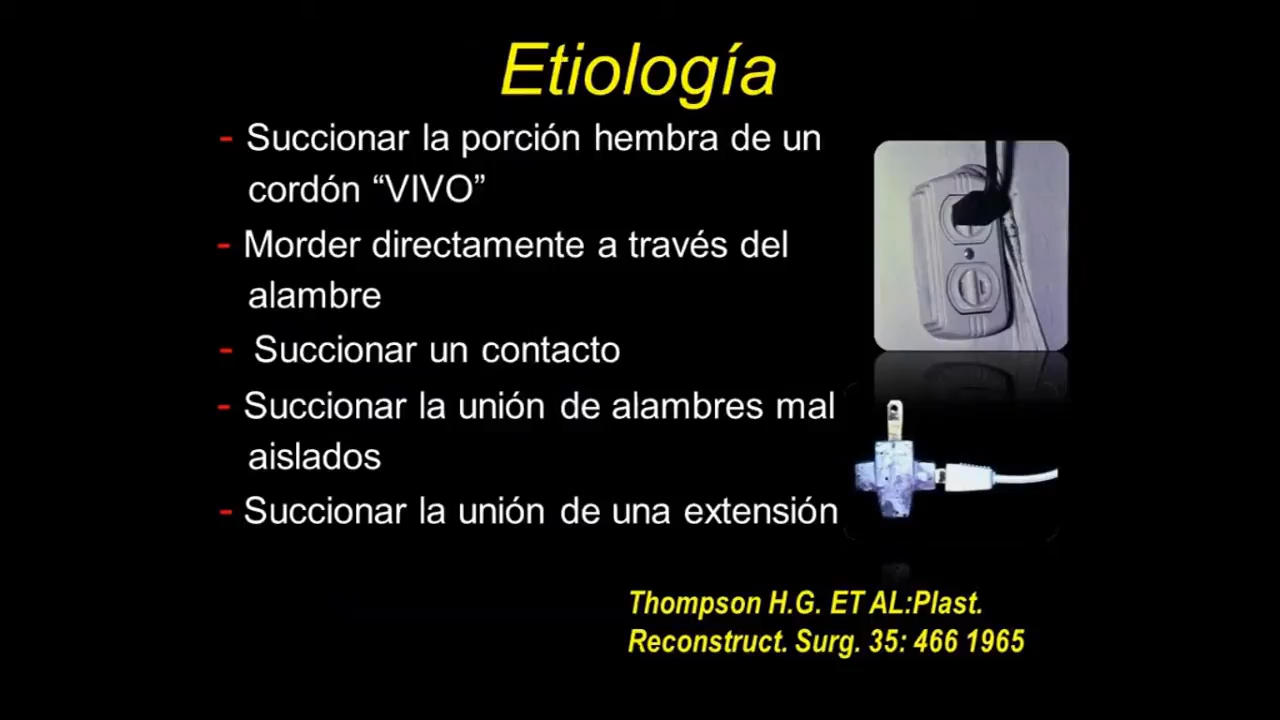 Etiología
- Succionar la porción hembra de un
cordón “VIVO”
- Morder directamente a través del
alambre
- Succionar un contacto
- Succionar la unión de alambres mal
aislados
- Succionar la unión de una extensión
Thompson H.G. ET AL:Plast.
Reconstruct. Surg. 35: 466 1965